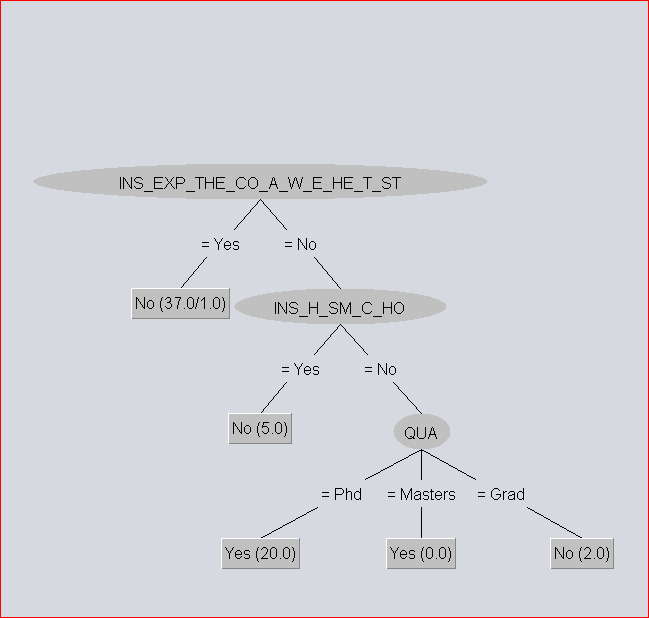 INS_EXP_THE_CO_A_W_E_HE_T_ST
= Yes
= No
No (37.0/1.0)
INS_H_SM_C_HO
= Yes
= No
No (5.0)
QUA
= Phd
= Masters
= Grad
Yes (20.0)
Yes (0.0)
No (2.0)